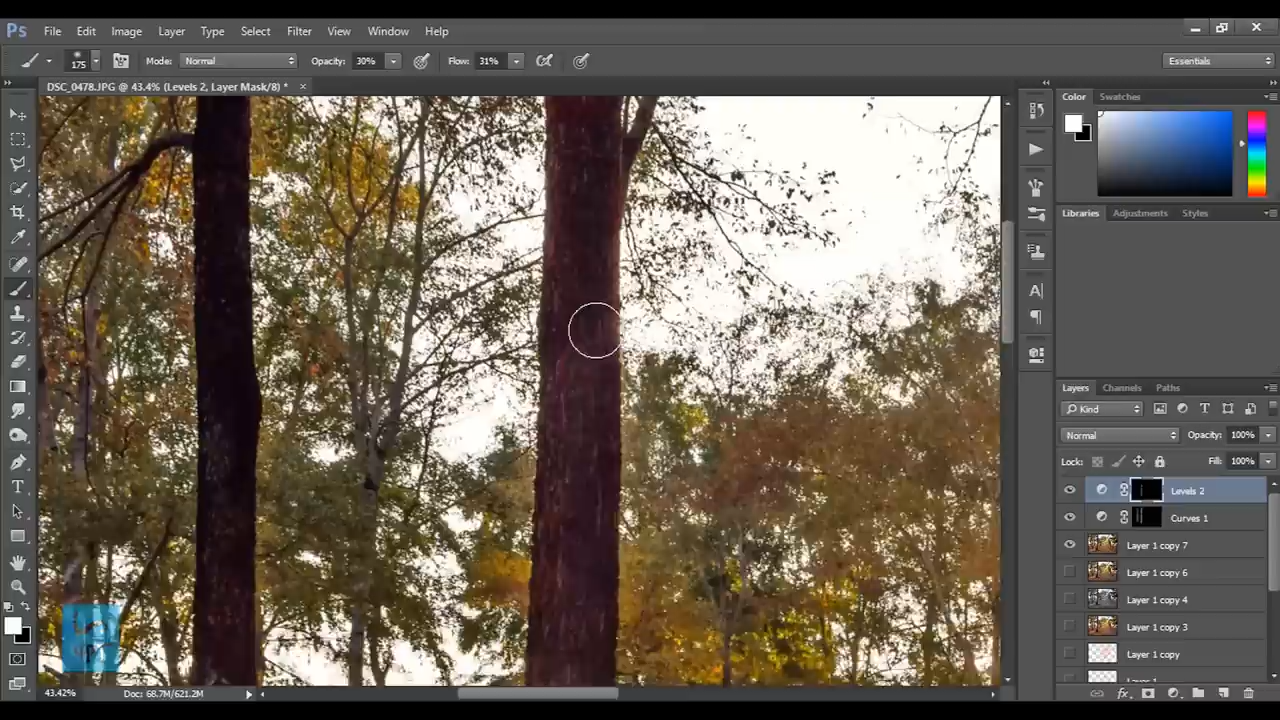 Ps File Edit Image Layer Type Select Filter View Window Help
175 Mode: Normal Opacity: 30% Flow: 31% Essentials
DSC_0478.JPG @ 43.4% (Levels 2, Layer Mask/8) * ×
Color Swatches
Libraries Adjustments Styles
Layers Channels Paths
Kind
Normal Opacity: 100%
Lock: Fill: 100%
Levels 2
Curves 1
Layer 1 copy 7
Layer 1 copy 6
Layer 1 copy 4
Layer 1 copy 3
Layer 1 copy
43.42% Doc: 68.7M/621.2M